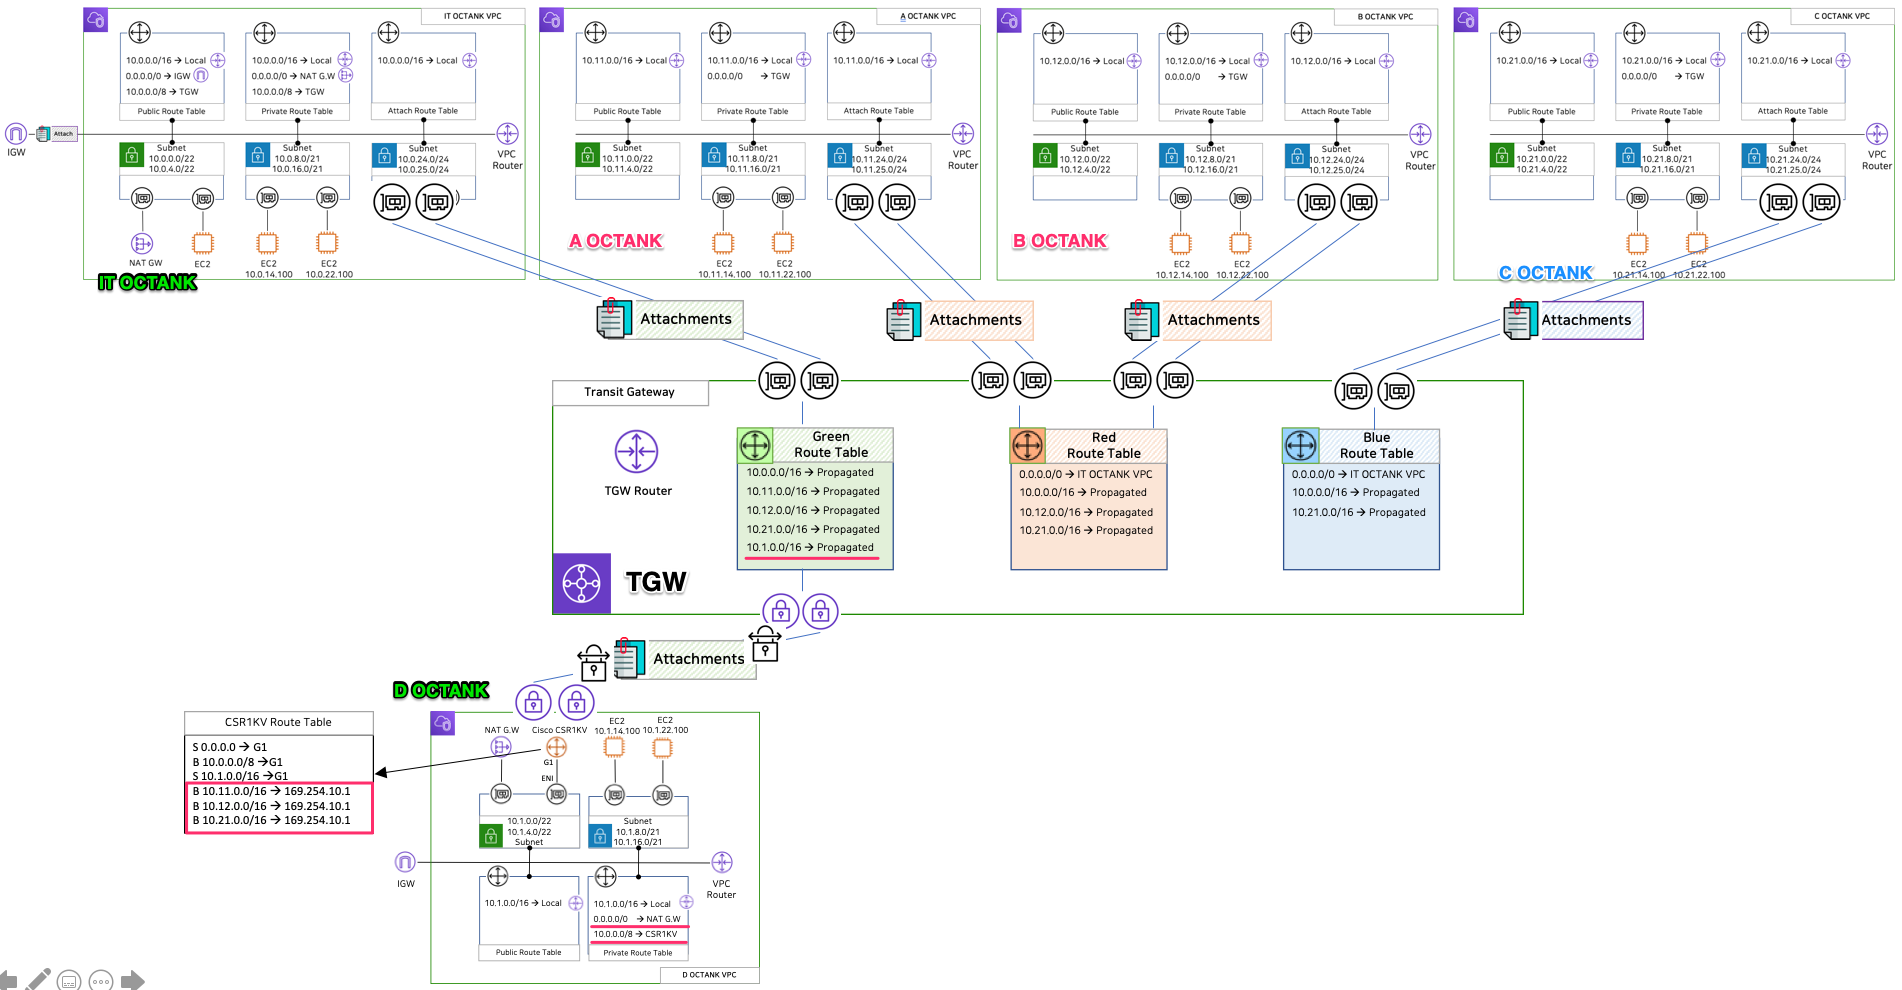 IT OCTANK VPC
10.0.0.0/16 → Local
0.0.0.0/0 → IGW
10.0.0.0/8 → TGW
Public Route Table
10.0.0.0/16 → Local
0.0.0.0/0 → NAT G.W
10.0.0.0/8 → TGW
Private Route Table
10.0.0.0/16 → Local
Attach Route Table
IGW
Attach
VPC
Router
Subnet
10.0.0.0/22
10.0.4.0/22
Subnet
10.0.8.0/21
10.0.16.0/21
Subnet
10.0.24.0/24
10.0.25.0/24
NAT GW
EC2
EC2
10.0.14.100
10.0.22.100
IT OCTANK
A OCTANK VPC
10.11.0.0/16 → Local
Public Route Table
10.11.0.0/16 → Local
0.0.0.0/0 → TGW
Private Route Table
10.11.0.0/16 → Local
Attach Route Table
VPC
Router
Subnet
10.11.0.0/22
10.11.4.0/22
Subnet
10.11.8.0/21
10.11.16.0/21
Subnet
10.11.24.0/24
10.11.25.0/24
A OCTANK
EC2
10.11.14.100
EC2
10.11.22.100
B OCTANK VPC
10.12.0.0/16 → Local
Public Route Table
10.12.0.0/16 → Local
0.0.0.0/0 → TGW
Private Route Table
10.12.0.0/16 → Local
Attach Route Table
VPC
Router
Subnet
10.12.0.0/22
10.12.4.0/22
Subnet
10.12.8.0/21
10.12.16.0/21
Subnet
10.12.24.0/24
10.12.25.0/24
B OCTANK
EC2
10.12.14.100
EC2
10.12.22.100
C OCTANK VPC
10.21.0.0/16 → Local
Public Route Table
10.21.0.0/16 → Local
0.0.0.0/0 → TGW
Private Route Table
10.21.0.0/16 → Local
Attach Route Table
VPC
Router
Subnet
10.21.0.0/22
10.21.4.0/22
Subnet
10.21.8.0/21
10.21.16.0/21
Subnet
10.21.24.0/24
10.21.25.0/24
C OCTANK
EC2
10.21.14.100
EC2
10.21.22.100
Attachments
Attachments
Attachments
Attachments
Transit Gateway
TGW Router
TGW
Green
Route Table
10.0.0.0/16 → Propagated
10.11.0.0/16 → Propagated
10.12.0.0/16 → Propagated
10.21.0.0/16 → Propagated
10.1.0.0/16 → Propagated
Red
Route Table
0.0.0.0/0 → IT OCTANK VPC
10.0.0.0/16 → Propagated
10.12.0.0/16 → Propagated
10.21.0.0/16 → Propagated
Blue
Route Table
0.0.0.0/0 → IT OCTANK VPC
10.0.0.0/16 → Propagated
10.21.0.0/16 → Propagated
Attachments
D OCTANK
CSR1KV Route Table
S 0.0.0.0 → G1
B 10.0.0.0/8 →G1
S 10.1.0.0/16 →G1
B 10.11.0.0/16 → 169.254.10.1
B 10.12.0.0/16 → 169.254.10.1
B 10.21.0.0/16 → 169.254.10.1
NAT G.W
Cisco CSR1KV
EC2
10.1.14.100
EC2
10.1.22.100
G1
ENI
10.1.0.0/22
10.1.4.0/22
Subnet
Subnet
10.1.8.0/21
10.1.16.0/21
IGW
VPC
Router
10.1.0.0/16 → Local
Public Route Table
10.1.0.0/16 → Local
0.0.0.0/0 → NAT G.W
10.0.0.0/8 → CSR1KV
Private Route Table
D OCTANK VPC